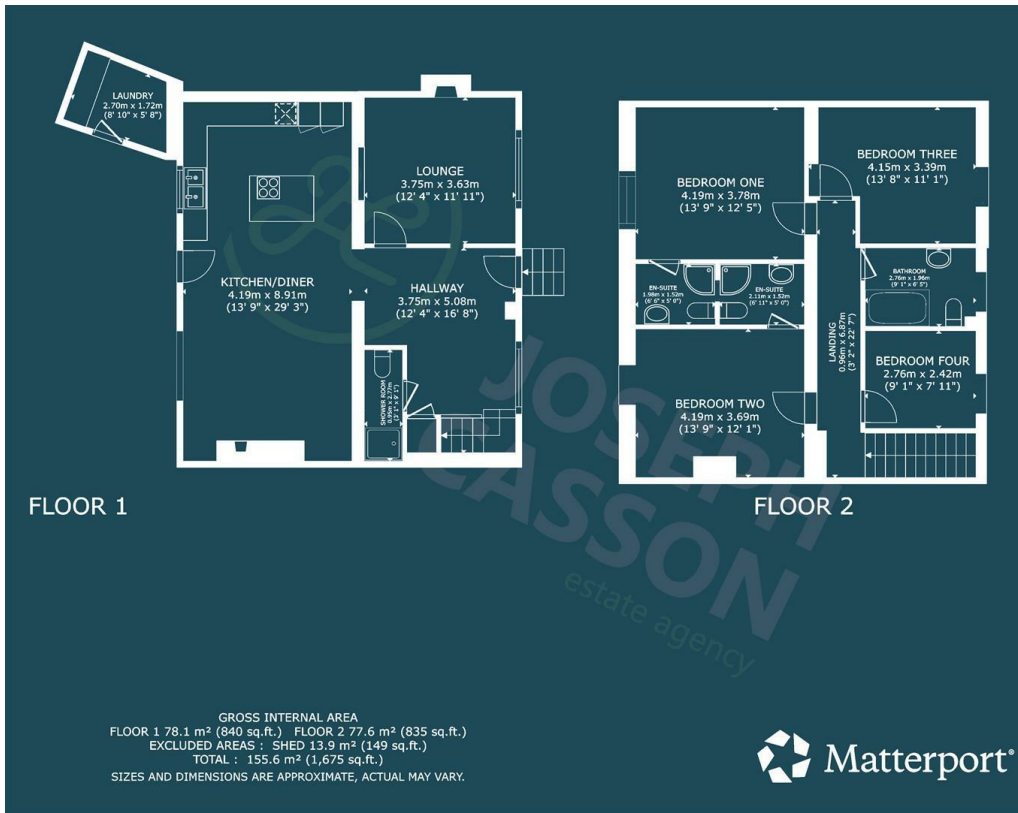 LAUNDRY
2.70m x 1.72m
(8' 10" x 5' 8")
LOUNGE
3.75m x 3.63m
(12' 4" x 11' 11")
KITCHEN/DINER
4.19m x 8.91m
(13' 9" x 29' 3")
HALLWAY
3.75m x 5.08m
(12' 4" x 16' 8")
SHOWER ROOM
0.95m x 2.77m
(3' 1" x 9' 1")
FLOOR 1
BEDROOM ONE
4.19m x 3.78m
(13' 9" x 12' 5")
BEDROOM THREE
4.15m x 3.39m
(13' 8" x 11' 1")
EN-SUITE
1.98m x 1.52m
(6' 6" x 5' 0")
EN-SUITE
2.11m x 1.52m
(6' 11" x 5' 0")
BATHROOM
2.76m x 1.96m
(9' 1" x 6' 5")
LANDING
0.96m x 6.87m
(3' 2" x 22' 7")
BEDROOM TWO
4.19m x 3.69m
(13' 9" x 12' 1")
BEDROOM FOUR
2.76m x 2.42m
(9' 1" x 7' 11")
FLOOR 2
JOSEPH
CASSON
estate agency
GROSS INTERNAL AREA
FLOOR 1 78.1 m² (840 sq.ft.) FLOOR 2 77.6 m² (835 sq.ft.)
EXCLUDED AREAS : SHED 13.9 m² (149 sq.ft.)
TOTAL : 155.6 m² (1,675 sq.ft.)
SIZES AND DIMENSIONS ARE APPROXIMATE, ACTUAL MAY VARY.
Matterport®